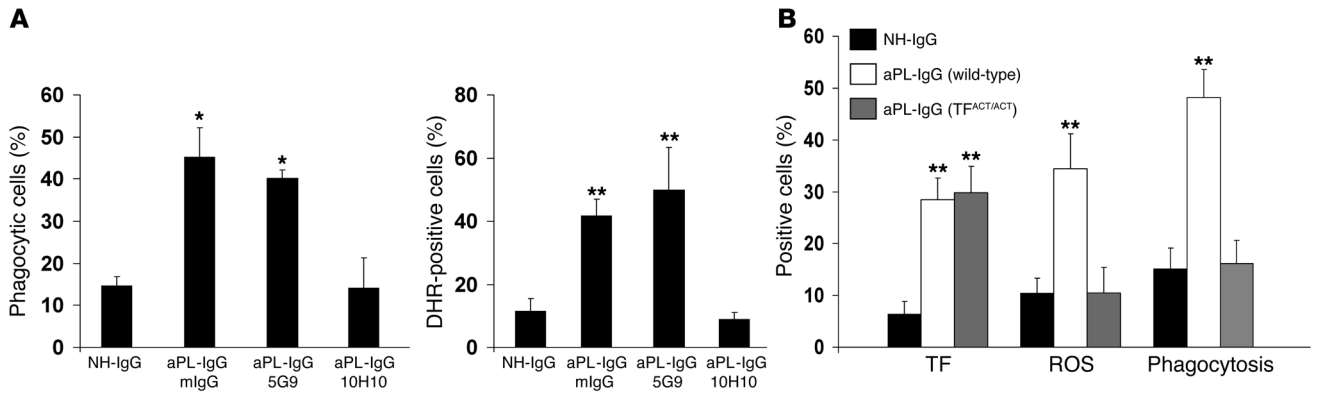 A
Phagocytic cells (%)
60
50
40
30
20
10
0
*
*
NH-IgG
aPL-IgG
mIgG
aPL-IgG
5G9
aPL-IgG
10H10
DHR-positive cells (%)
80
60
40
20
0
**
**
NH-IgG
aPL-IgG
mIgG
aPL-IgG
5G9
aPL-IgG
10H10
B
Positive cells (%)
60
50
40
30
20
10
0
NH-IgG
aPL-IgG (wild-type)
aPL-IgG (TFACT/ACT)
**
**
**
**
TF
ROS
Phagocytosis